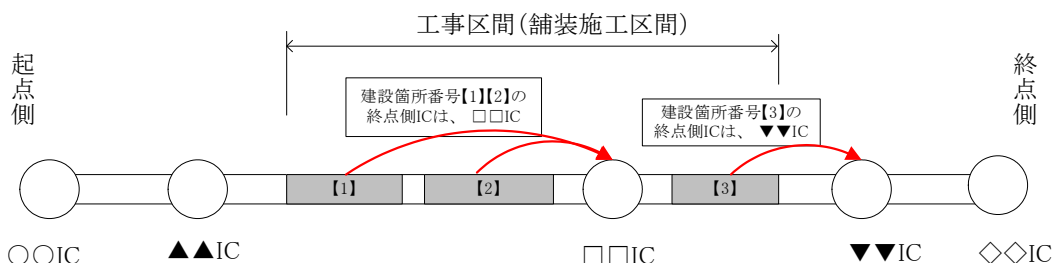 工事区間(舗装施工区間)
起点側
終点側
建設箇所番号【1】【2】の
終点側ICは、 □□IC
建設箇所番号【3】の
終点側ICは、 ▼▼IC
【1】
【2】
【3】
○○IC
▲▲IC
□□IC
▼▼IC
◇◇IC